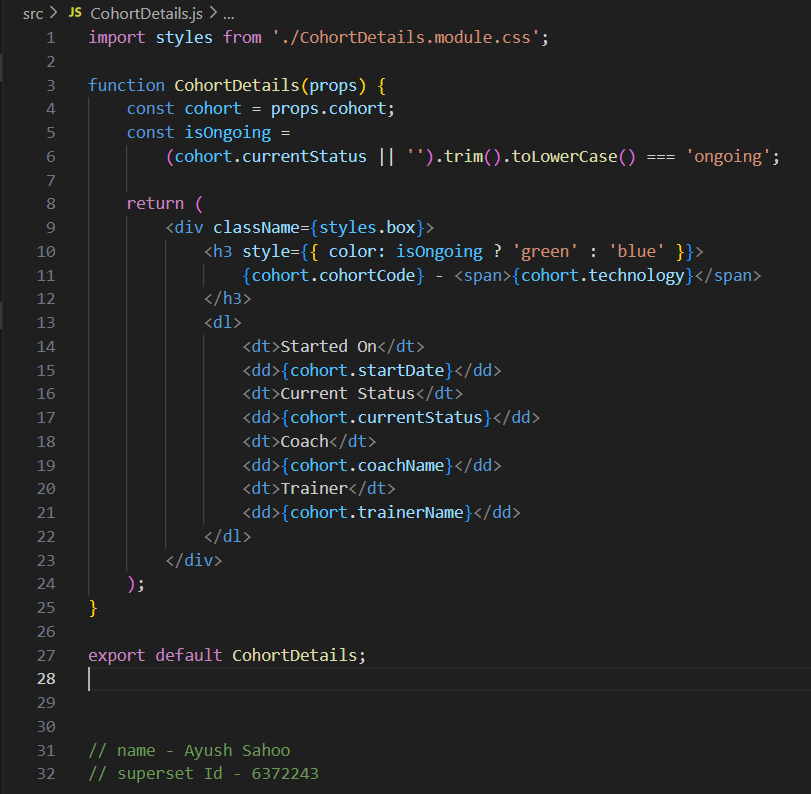 src > JS CohortDetails.js > ...
1 import styles from './CohortDetails.module.css';
2
3 function CohortDetails(props) {
4     const cohort = props.cohort;
5     const isOngoing =
6         (cohort.currentStatus || '').trim().toLowerCase() === 'ongoing';
7
8     return (
9         <div className={styles.box}>
10             <h3 style={{ color: isOngoing ? 'green' : 'blue' }}>
11                 {cohort.cohortCode} - <span>{cohort.technology}</span>
12             </h3>
13             <dl>
14                 <dt>Started On</dt>
15                 <dd>{cohort.startDate}</dd>
16                 <dt>Current Status</dt>
17                 <dd>{cohort.currentStatus}</dd>
18                 <dt>Coach</dt>
19                 <dd>{cohort.coachName}</dd>
20                 <dt>Trainer</dt>
21                 <dd>{cohort.trainerName}</dd>
22             </dl>
23         </div>
24     );
25 }
26
27 export default CohortDetails;
28
29
30
31 // name - Ayush Sahoo
32 // superset Id - 6372243